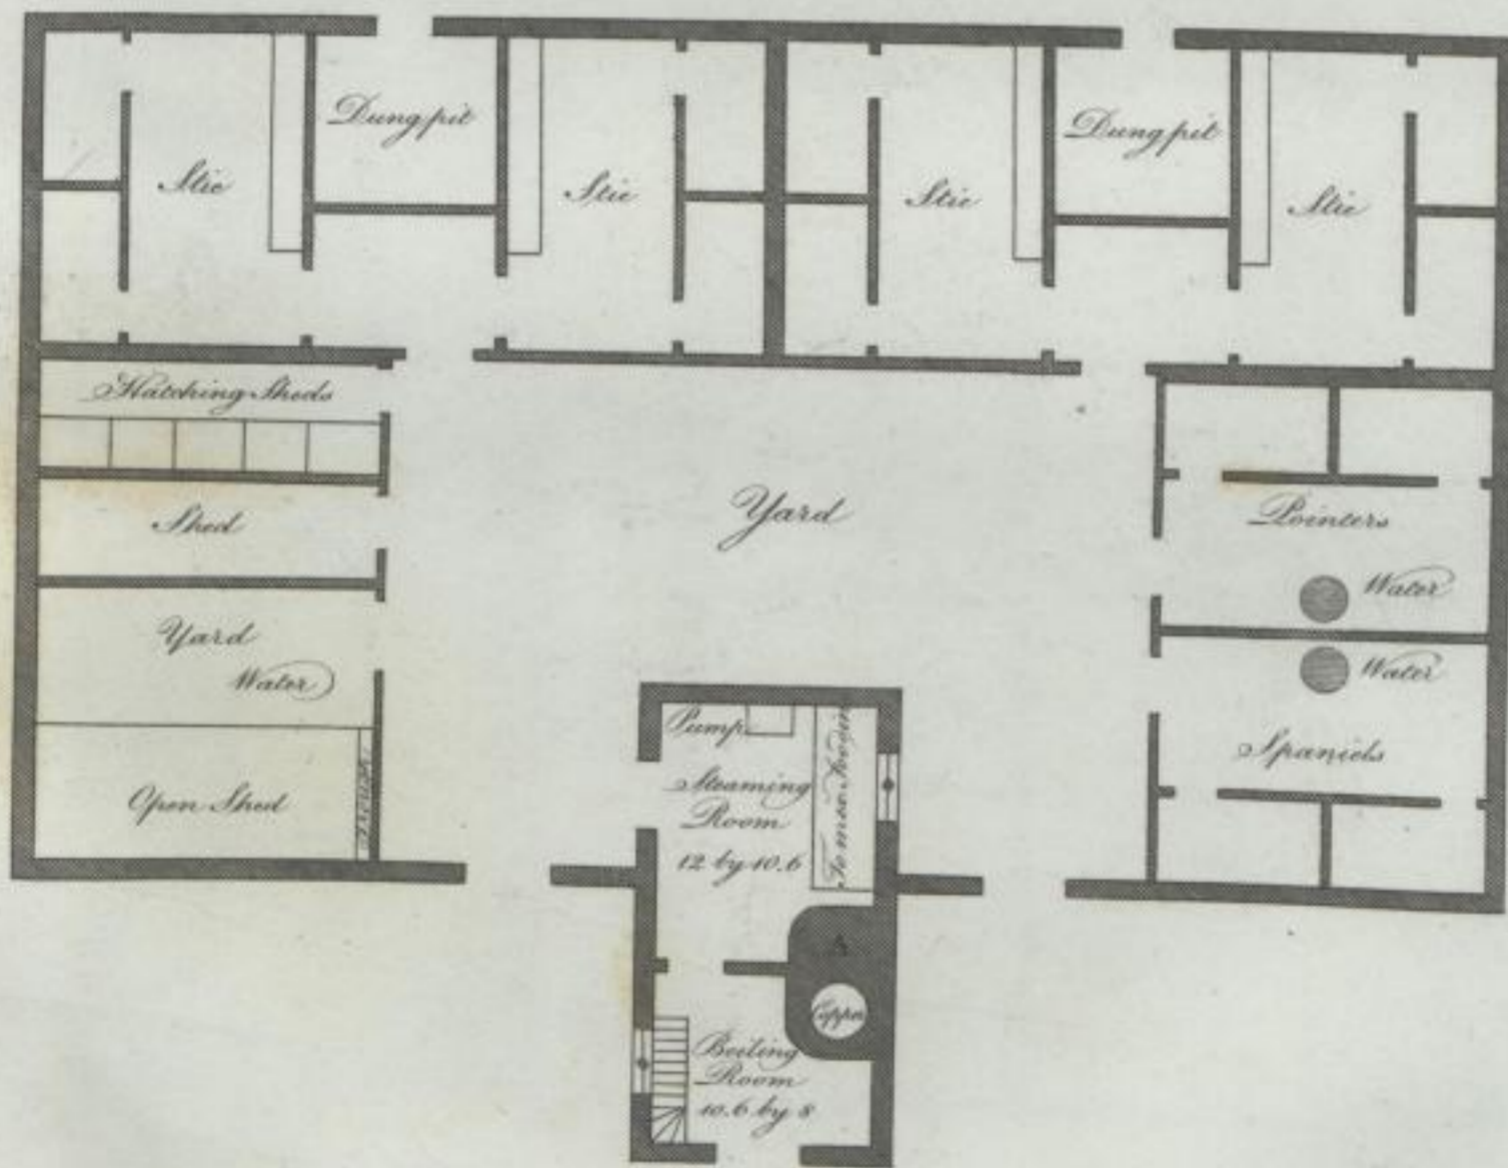 Dung pit
Dung pit
Stie
Stie
Stie
Stie
Hatching Sheds
Shed
Yard
Pointers
Water
Yard
Water
Water
Spaniels
Open Shed
Pump
Steaming
Room
12 by 10.6
A
Copper
Boiling
Room
10.6 by 8